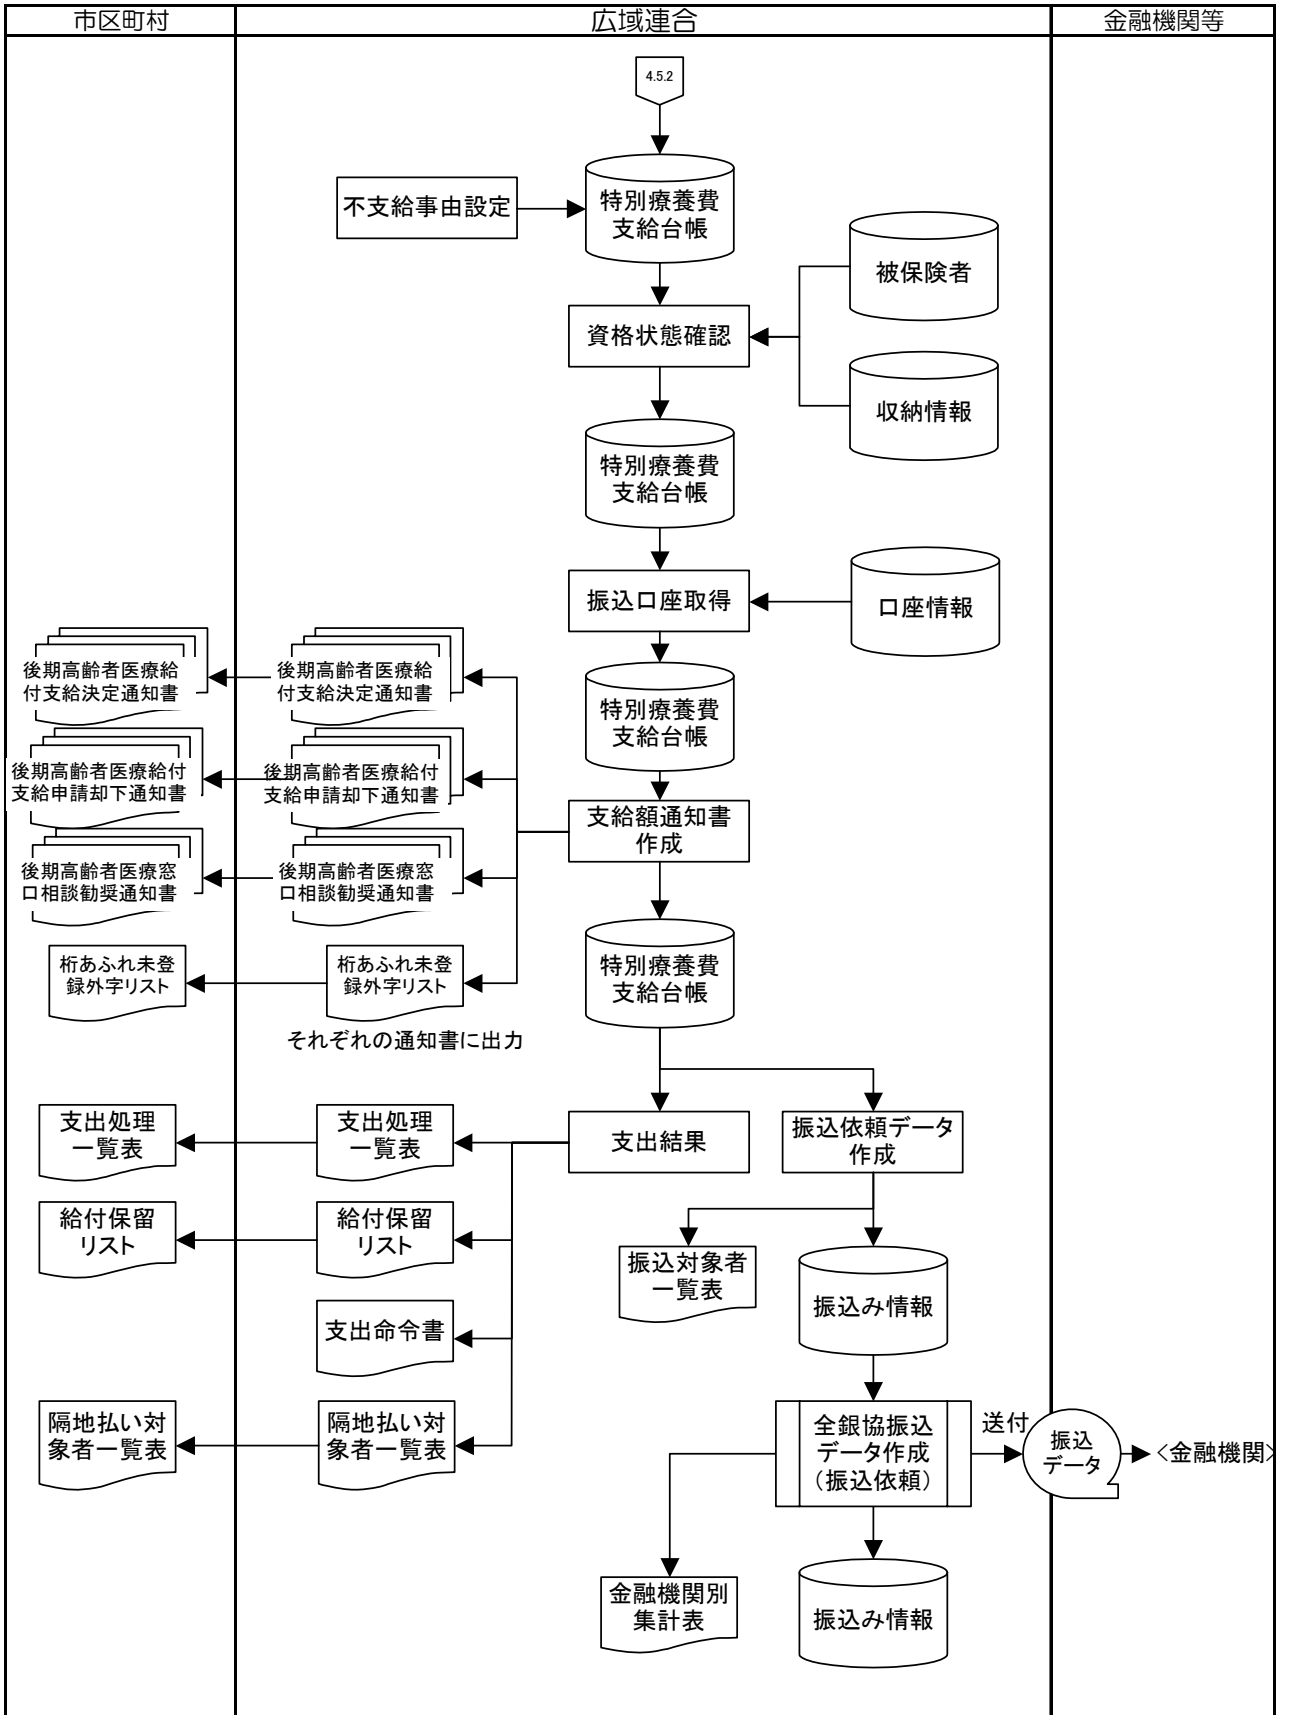 市区町村
広域連合
金融機関等
4.5.2
不支給事由設定
特別療養費
支給台帳
被保険者
資格状態確認
収納情報
特別療養費
支給台帳
振込口座取得
口座情報
後期高齢者医療給
付支給決定通知書
後期高齢者医療給
付支給決定通知書
特別療養費
支給台帳
後期高齢者医療給付
支給申請却下通知書
後期高齢者医療給付
支給申請却下通知書
支給額通知書
作成
後期高齢者医療窓
口相談勧奨通知書
後期高齢者医療窓
口相談勧奨通知書
桁あふれ未登
録外字リスト
桁あふれ未登
録外字リスト
特別療養費
支給台帳
それぞれの通知書に出力
支出処理
一覧表
支出処理
一覧表
支出結果
振込依頼データ
作成
給付保留
リスト
給付保留
リスト
振込対象者
一覧表
振込み情報
支出命令書
隔地払い対
象者一覧表
隔地払い対
象者一覧表
全銀協振込
データ作成
（振込依頼）
送付
振込
データ
＜金融機関＞
金融機関別
集計表
振込み情報